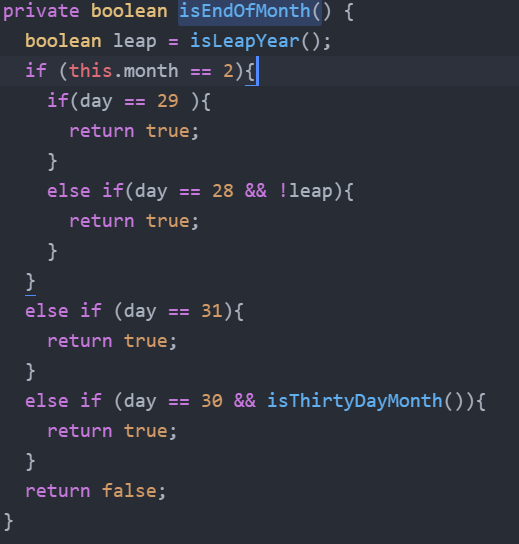 private boolean isEndOfMonth() {
  boolean leap = isLeapYear();
  if (this.month == 2){
    if(day == 29 ){
      return true;
    }
    else if(day == 28 && !leap){
      return true;
    }
  }
  else if (day == 31){
    return true;
  }
  else if (day == 30 && isThirtyDayMonth()){
    return true;
  }
  return false;
}